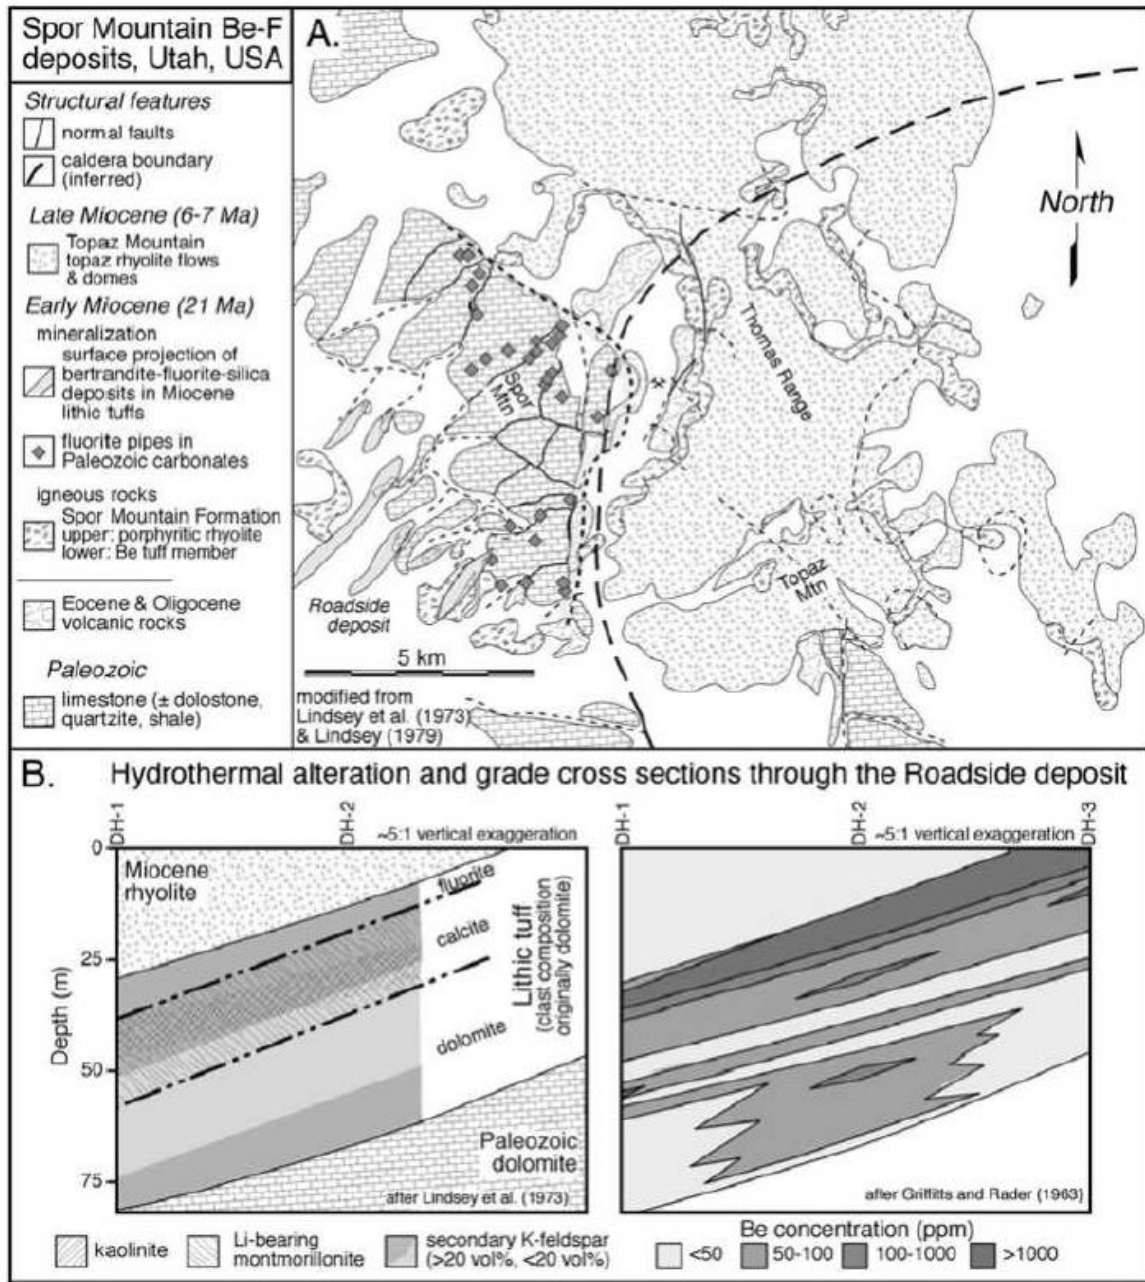 Spor Mountain Be-F
deposits, Utah, USA
Structural features
normal faults
caldera boundary
(inferred)
Late Miocene (6-7 Ma)
Topaz Mountain
topaz rhyolite flows
& domes
Early Miocene (21 Ma)
mineralization
surface projection of
bertrandite-fluorite-silica
deposits in Miocene
lithic tuffs
fluorite pipes in
Paleozoic carbonates
igneous rocks
Spor Mountain Formation
upper: porphyritic rhyolite
lower: Be tuff member
Eocene & Oligocene
volcanic rocks
Paleozoic
limestone (± dolostone,
quartzite, shale)
A.
North
Thomas Range
Spor
Mtn
Topaz
Mtn
Roadside
deposit
5 km
modified from
Lindsey et al. (1973)
& Lindsey (1979)
B. Hydrothermal alteration and grade cross sections through the Roadside deposit
DH-1
DH-2
~5:1 vertical exaggeration
0
25
50
75
Depth (m)
Miocene
rhyolite
fluorite
calcite
dolomite
Lithic tuff
(clast composition
originally dolomite)
Paleozoic
dolomite
after Lindsey et al. (1973)
kaolinite
Li-bearing
montmorilonite
secondary K-feldspar
(>20 vol%, <20 vol%)
DH-1
DH-2
DH-3
~5:1 vertical exaggeration
after Griffitts and Rader (1963)
Be concentration (ppm)
<50
50-100
100-1000
>1000